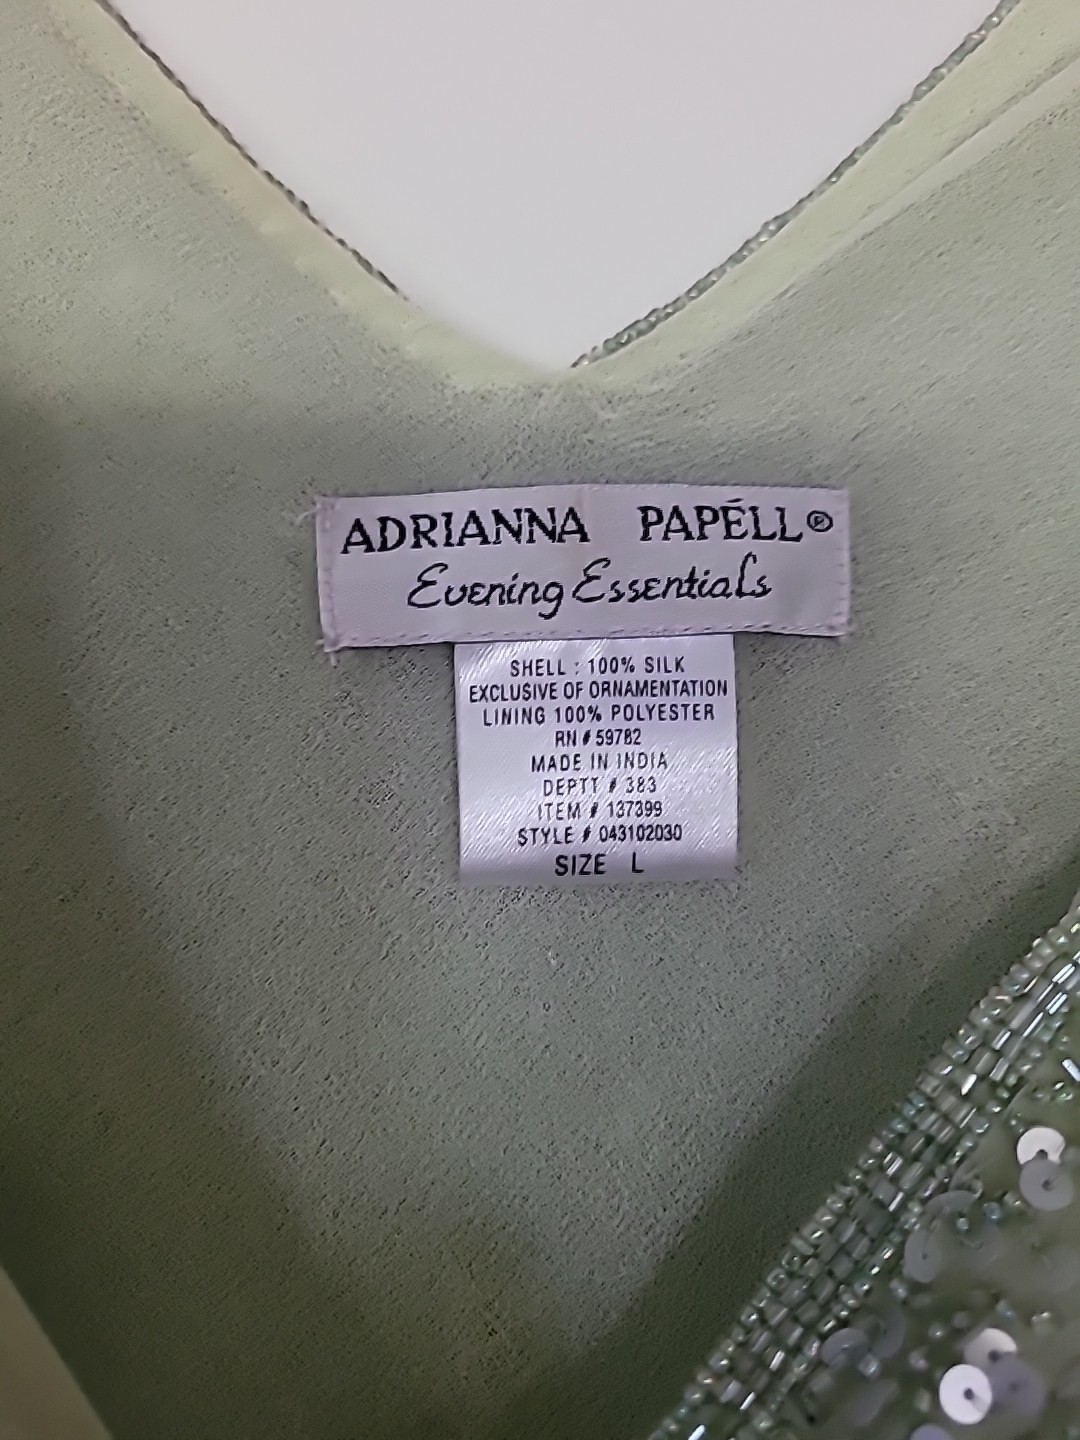 ADRIANNA PAPÉLL®
Evening Essentials
SHELL : 100% SILK
EXCLUSIVE OF ORNAMENTATION
LINING 100% POLYESTER
RN # 59782
MADE IN INDIA
DEPTT # 383
ITEM # 137399
STYLE # 043102030
SIZE L